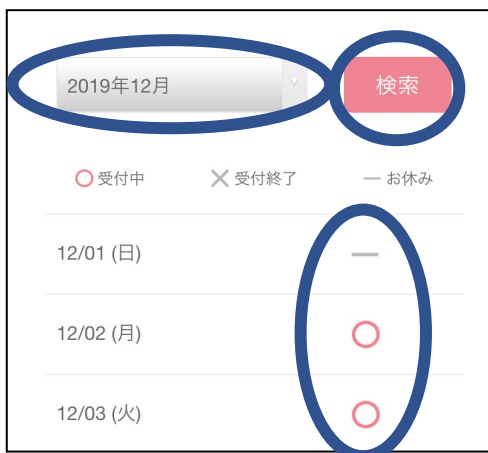 2019年12月 検索
○受付中 ×受付終了 ―お休み
12/01 (日) ―
12/02 (月) ○
12/03 (火) ○